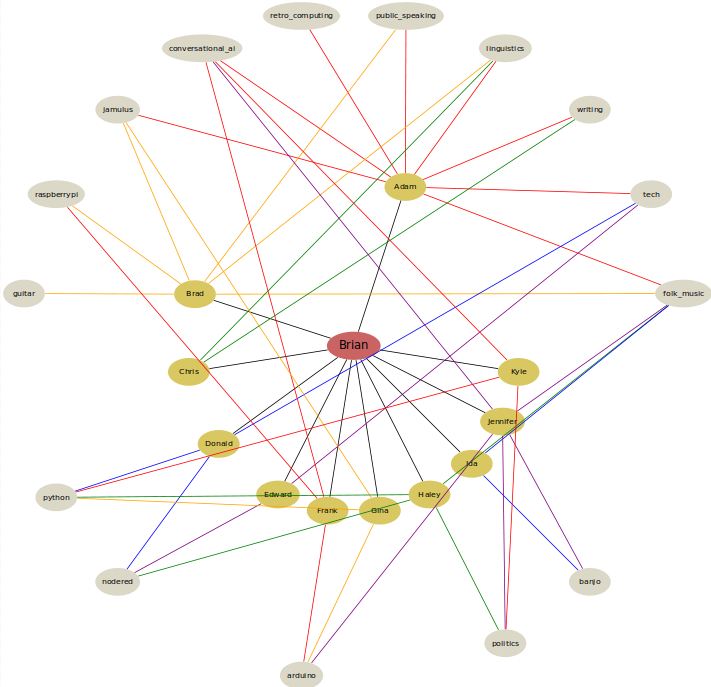 retro_computing
public_speaking
conversational_ai
linguistics
jamulus
writing
raspberrypi
Adam
tech
guitar
Brad
folk_music
Brian
Chris
Kyle
Jennifer
Donald
Ida
python
Edward
Haley
Frank
Gina
nodered
banjo
politics
arduino